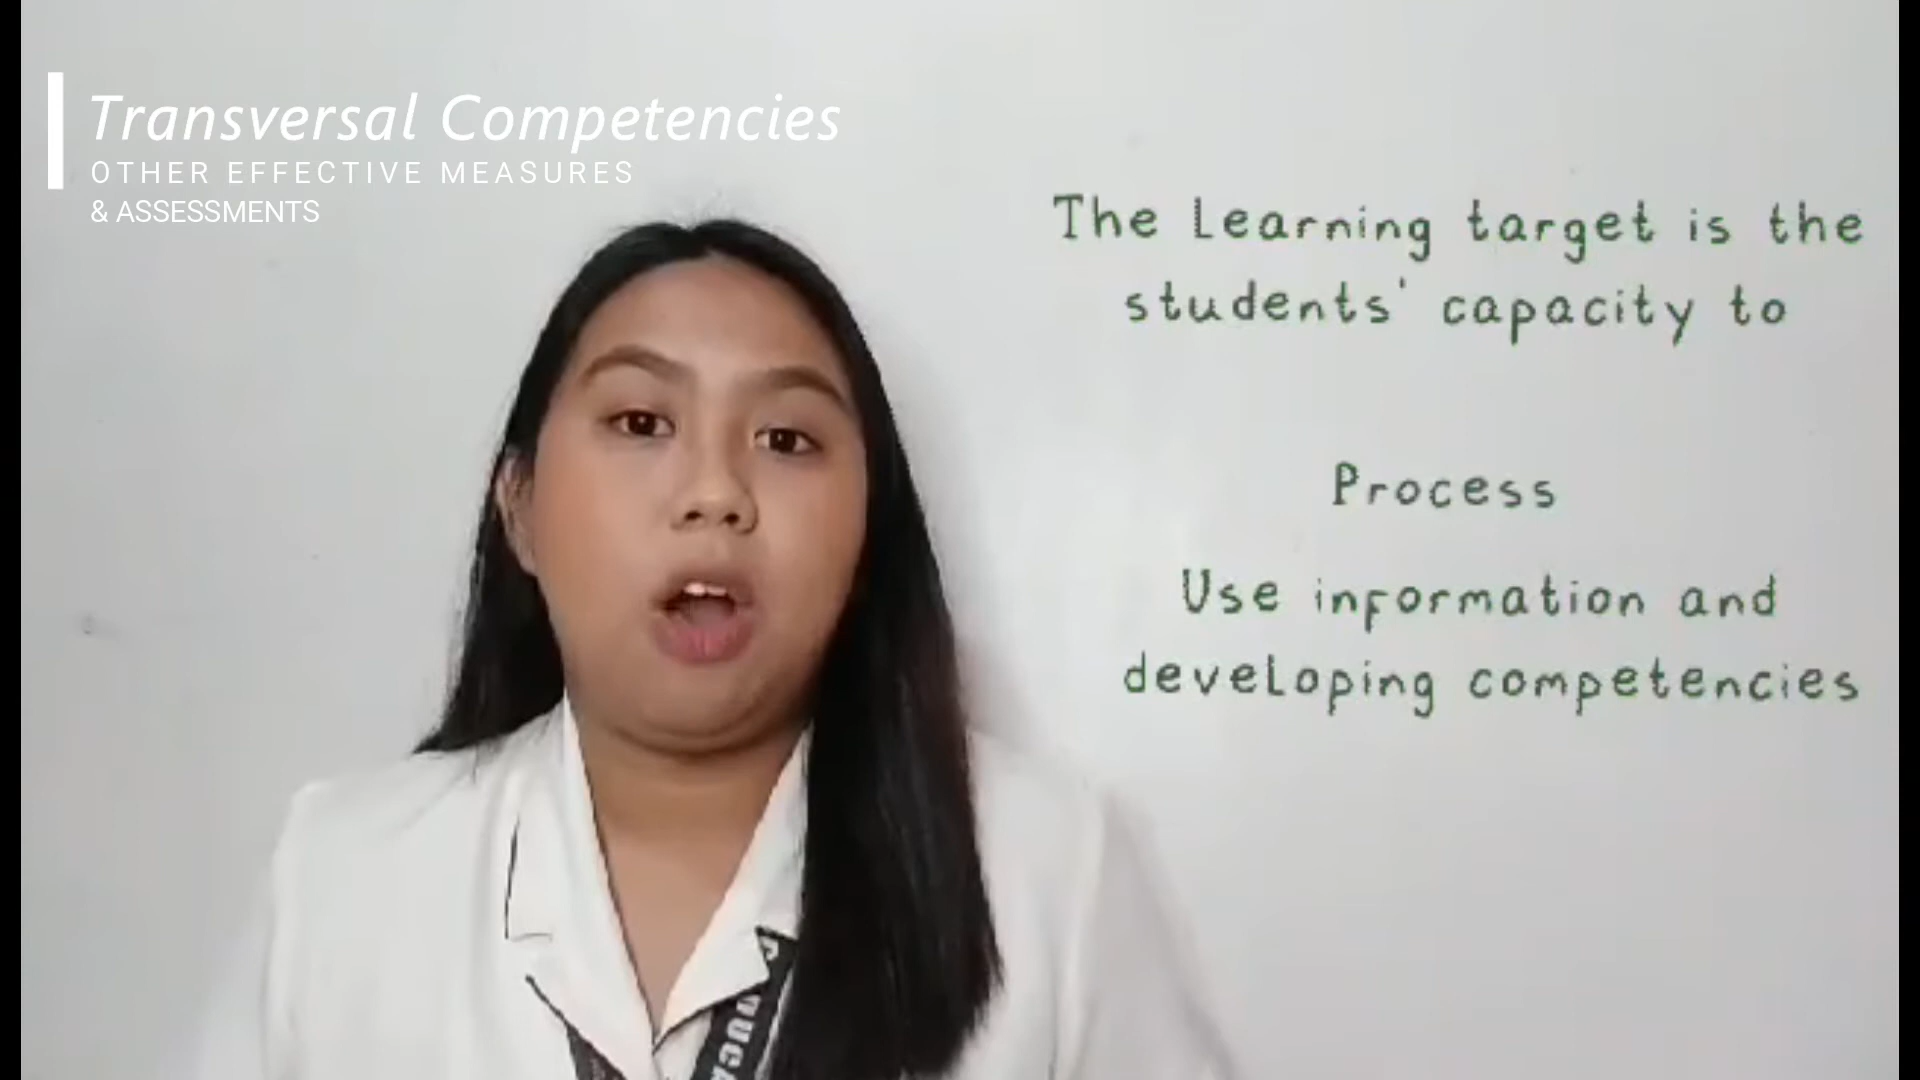 Transversal Competencies
OTHER EFFECTIVE MEASURES
& ASSESSMENTS
The Learning target is the
students' capacity to
Process
Use information and
developing competencies